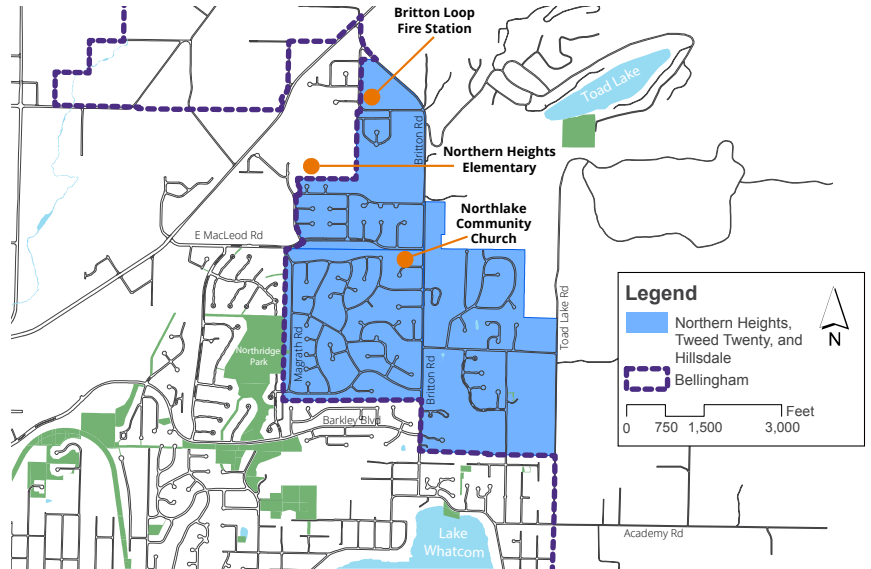 Britton Loop
Fire Station
Toad Lake
Britton Rd
Northern Heights
Elementary
Northlake
Community
Church
E MacLeod Rd
Legend
Northern Heights,
Tweed Twenty, and
Hillsdale
Bellingham
N
Feet
0 750 1,500 3,000
Toad Lake Rd
Magrath Rd
Northridge
Park
Britton Rd
Barkley Blvd
Lake
Whatcom
Academy Rd